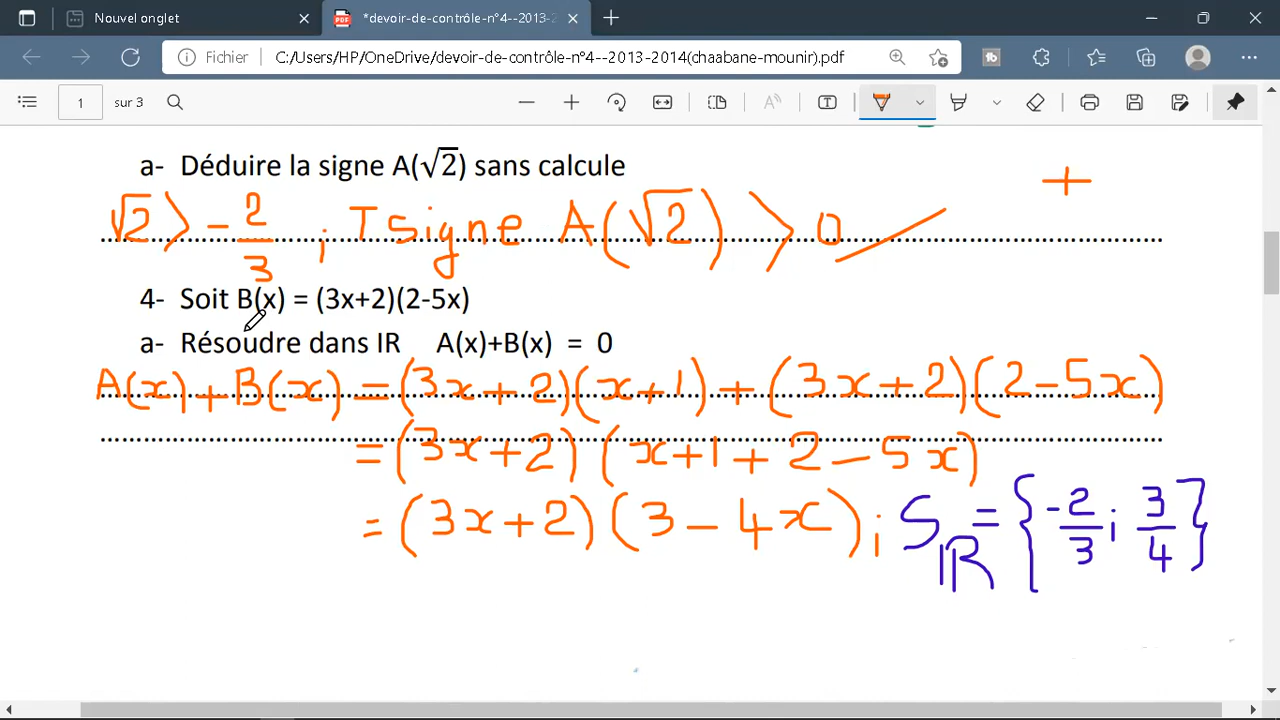 Nouvel onglet
*devoir-de-contrôle-n°4--2013-2
Fichier
C:/Users/HP/OneDrive/devoir-de-contrôle-n°4--2013-2014(chaabane-mounir).pdf
1 sur 3
a- Déduire la signe A(√2) sans calcule
+
√2 > -2/3 ; T signe A(√2) > 0
4- Soit B(x) = (3x+2)(2-5x)
a- Résoudre dans IR A(x)+B(x) = 0
A(x)+B(x) = (3x+2)(x+1) + (3x+2)(2-5x)
= (3x+2)(x+1+2-5x)
= (3x+2)(3-4x) ; S_IR = {-2/3 ; 3/4}